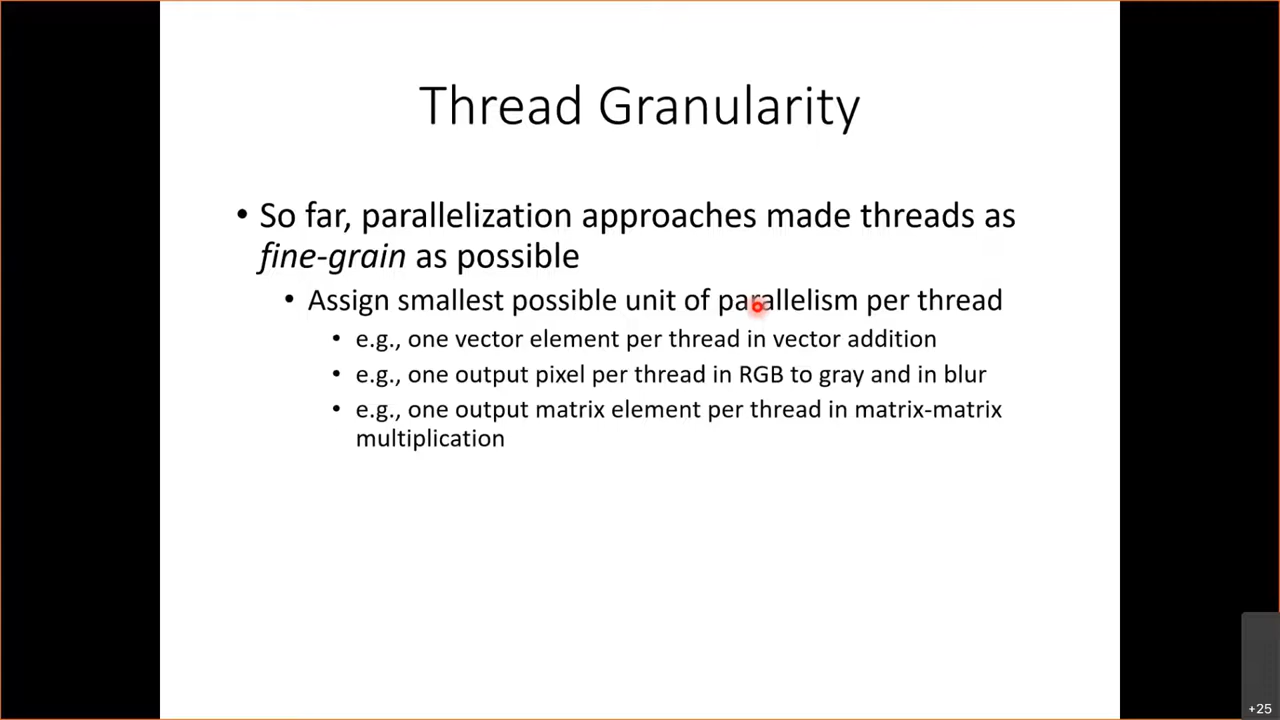 Thread Granularity
• So far, parallelization approaches made threads as
fine-grain as possible
• Assign smallest possible unit of parallelism per thread
• e.g., one vector element per thread in vector addition
• e.g., one output pixel per thread in RGB to gray and in blur
• e.g., one output matrix element per thread in matrix-matrix
multiplication
+25